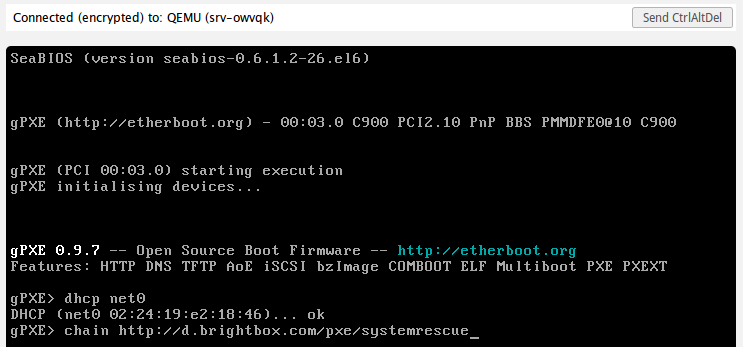 Connected (encrypted) to: QEMU (srv-owvqk)
Send CtrlAltDel
SeaBIOS (version seabios-0.6.1.2-26.el6)
gPXE (http://etherboot.org) - 00:03.0 C900 PCI2.10 PnP BBS PMMDFE0@10 C900
gPXE (PCI 00:03.0) starting execution
gPXE initialising devices...
gPXE 0.9.7 -- Open Source Boot Firmware -- http://etherboot.org
Features: HTTP DNS TFTP AoE iSCSI bzImage COMBOOT ELF Multiboot PXE PXEXT
gPXE> dhcp net0
DHCP (net0 02:24:19:e2:18:46)... ok
gPXE> chain http://d.brightbox.com/pxe/systemrescue_